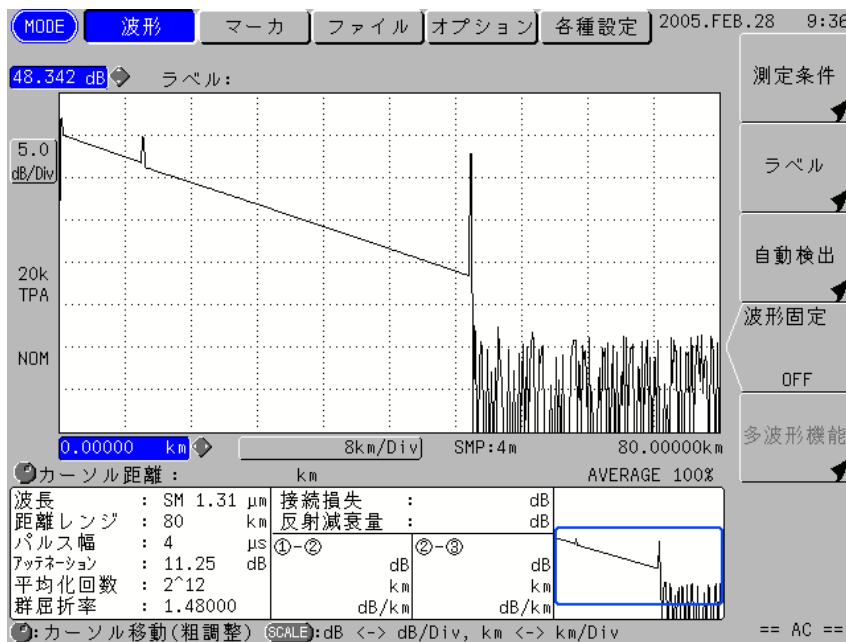 MODE 波形 マーカ ファイル オプション 各種設定 2005.FEB.28 9:36
48.342 dB ラベル:
測定条件
5.0
dB/Div
ラベル
自動検出
20k
TPA
波形固定
NOM
OFF
0.00000 km 8km/Div SMP:4m 80.00000km
多波形機能
カーソル距離: km AVERAGE 100%
波長 : SM 1.31 μm 接続損失 : dB
距離レンジ : 80 km 反射減衰量 : dB
パルス幅 : 4 μs ①-② ②-③
アッテネーション : 11.25 dB dB dB
平均化回数 : 2^12 km km
群屈折率 : 1.48000 dB/km dB/km
:カーソル移動(粗調整) SCALE:dB <-> dB/Div, km <-> km/Div == AC ==